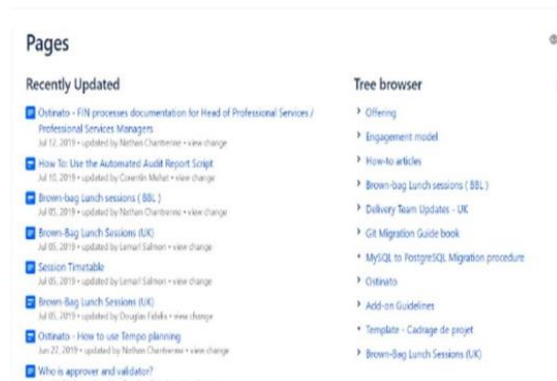 Pages
Recently Updated
Ostinato - FIN processes documentation for Head of Professional Services /
Professional Services Managers
Jul 12, 2019 • updated by Nathan Chantrenne • view change
How To: Use the Automated Audit Report Script
Jul 10, 2019 • updated by Corentin Mehat • view change
Brown-bag Lunch sessions ( BBL )
Jul 05, 2019 • updated by Nathan Chantrenne • view change
Brown-Bag Lunch Sessions (UK)
Jul 05, 2019 • updated by Lemarl Salmon • view change
Session Timetable
Jul 05, 2019 • updated by Lemarl Salmon • view change
Brown-Bag Lunch Sessions (UK)
Jul 05, 2019 • updated by Douglas Fidelis • view change
Ostinato - How to use Tempo planning
Jun 27, 2019 • updated by Nathan Chantrenne • view change
Who is approver and validator?
Tree browser
Offering
Engagement model
How-to articles
Brown-bag Lunch sessions ( BBL )
Delivery Team Updates - UK
Git Migration Guide book
MySQL to PostgreSQL Migration procedure
Ostinato
Add-on Guidelines
Template - Cadrage de projet
Brown-Bag Lunch Sessions (UK)